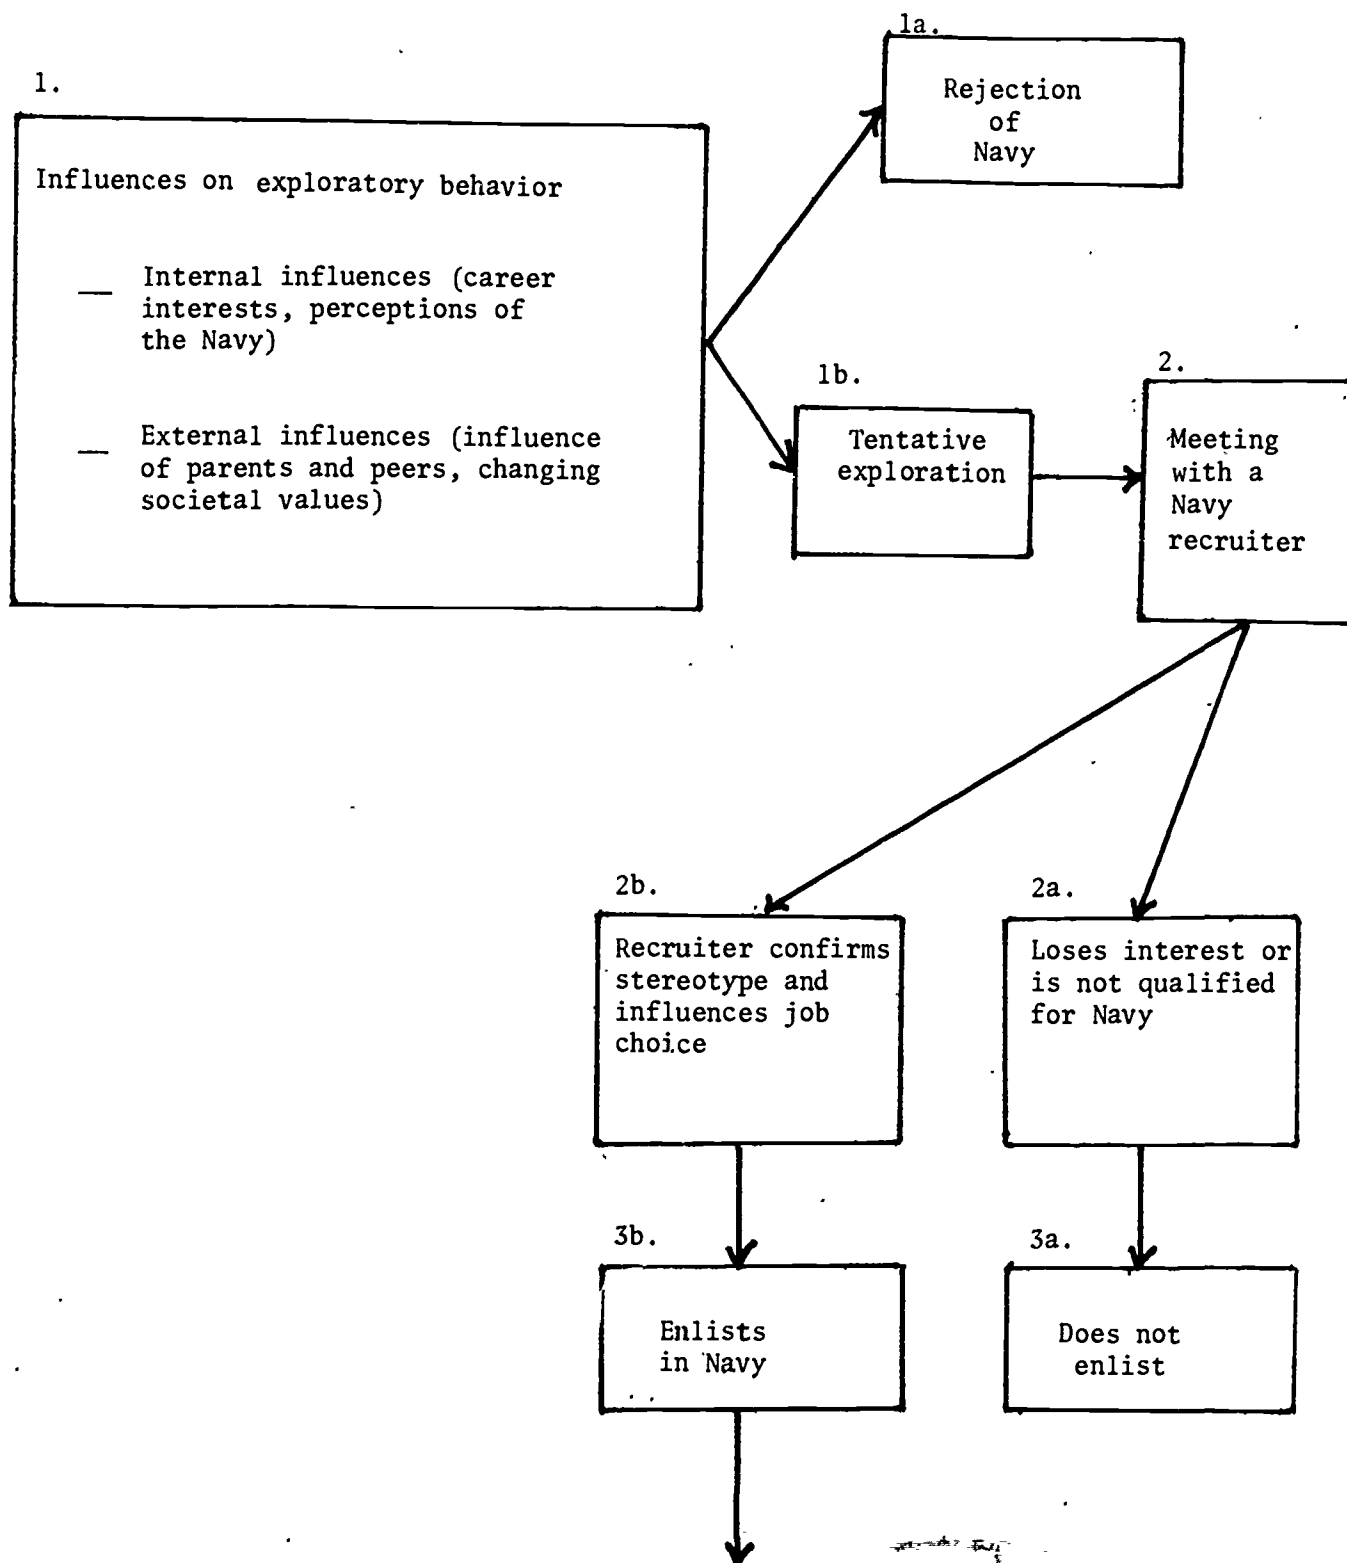 1.
Influences on exploratory behavior
— Internal influences (career
interests, perceptions of
the Navy)
— External influences (influence
of parents and peers, changing
societal values)
1a.
Rejection
of
Navy
1b.
Tentative
exploration
2.
Meeting
with a
Navy
recruiter
2b.
Recruiter confirms
stereotype and
influences job
choice
2a.
Loses interest or
is not qualified
for Navy
3b.
Enlists
in Navy
3a.
Does not
enlist